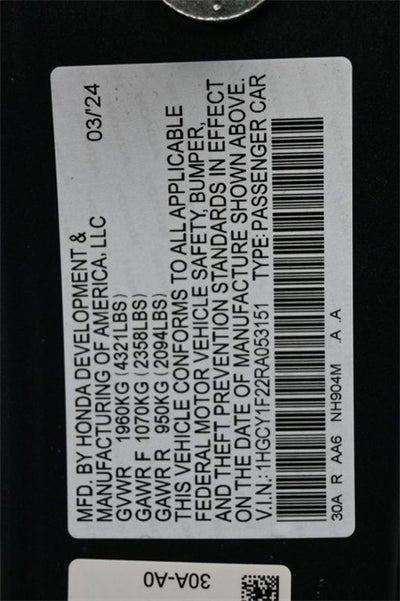 MFD. BY HONDA DEVELOPMENT &
MANUFACTURING OF AMERICA, LLC 03/'24
GVWR 1960KG (4321LBS)
GAWR F 1070KG (2358LBS)
GAWR R 950KG (2094LBS)
THIS VEHICLE CONFORMS TO ALL APPLICABLE
FEDERAL MOTOR VEHICLE SAFETY, BUMPER,
AND THEFT PREVENTION STANDARDS IN EFFECT
ON THE DATE OF MANUFACTURE SHOWN ABOVE.
V.I.N.: 1HGCY1F22RA053151 TYPE: PASSENGER CAR
30A R AA6 NH904M .A .A
30A-A0